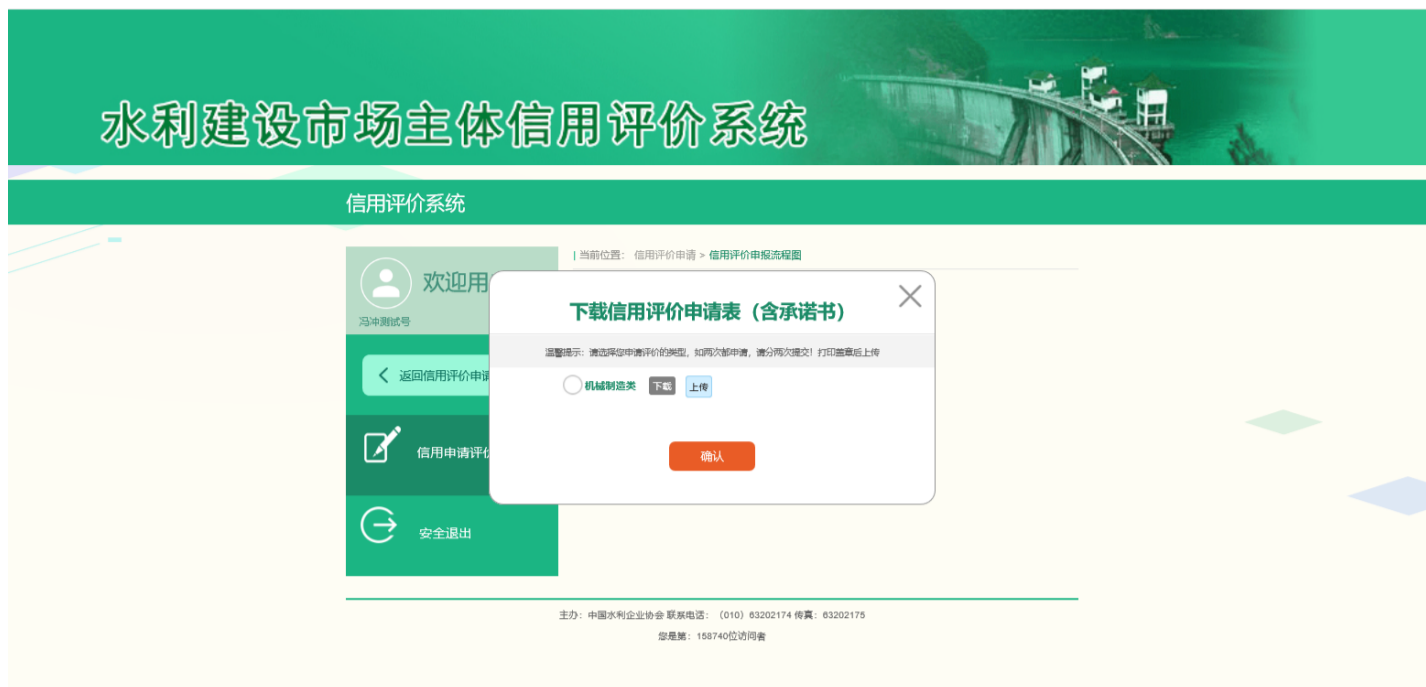 水利建设市场主体信用评价系统
信用评价系统
| 当前位置： 信用评价申请 > 信用评价申报流程图
欢迎用
冯冲测试号
返回信用评价申请
信用申请评价
安全退出
下载信用评价申请表（含承诺书）
温馨提示：请选择您申请评价的类型，如两次都申请，请分两次提交！打印盖章后上传
机械制造类 下载 上传
确认
主办：中国水利企业协会 联系电话：（010）63202174 传真：63202175
您是第：158740位访问者